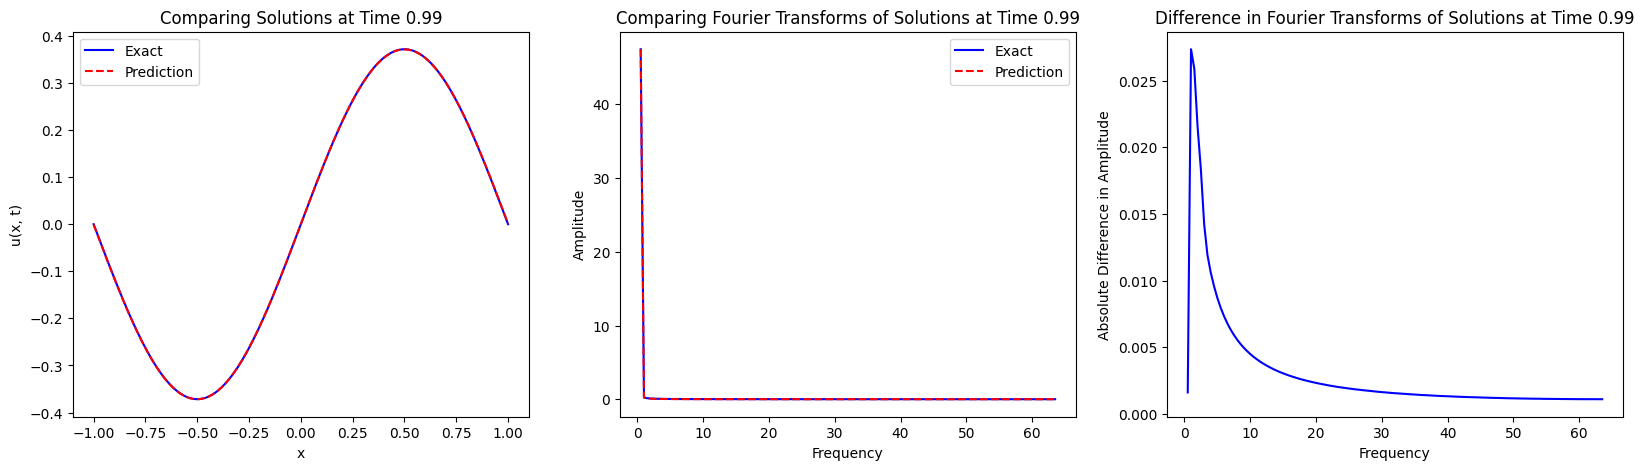 Comparing Solutions at Time 0.99
Exact
Prediction
0.4
0.3
0.2
0.1
0.0
−0.1
−0.2
−0.3
−0.4
u(x, t)
−1.00 −0.75 −0.50 −0.25 0.00 0.25 0.50 0.75 1.00
x
Comparing Fourier Transforms of Solutions at Time 0.99
Exact
Prediction
40
30
20
10
0
Amplitude
0 10 20 30 40 50 60
Frequency
Difference in Fourier Transforms of Solutions at Time 0.99
0.025
0.020
0.015
0.010
0.005
0.000
Absolute Difference in Amplitude
0 10 20 30 40 50 60
Frequency